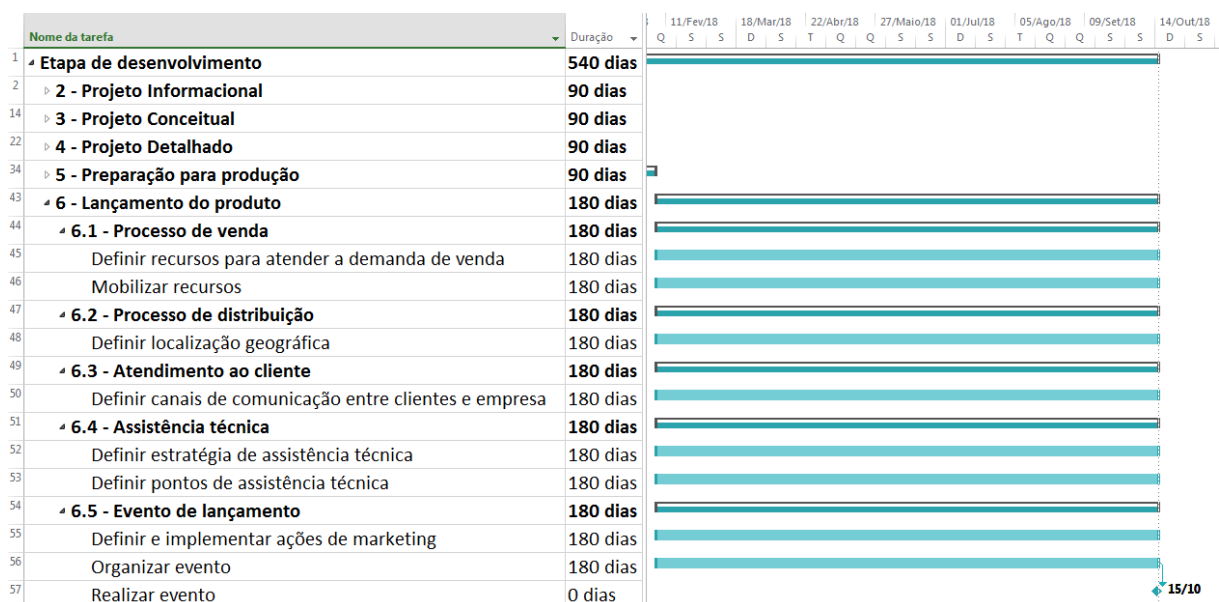 11/Fev/18 18/Mar/18 22/Abr/18 27/Maio/18 01/Jul/18 05/Ago/18 09/Set/18 14/Out/18
Nome da tarefa Duração Q S S D S T Q Q S S D S T Q Q S S D S
1 Etapa de desenvolvimento 540 dias
2 2 - Projeto Informacional 90 dias
14 3 - Projeto Conceitual 90 dias
22 4 - Projeto Detalhado 90 dias
34 5 - Preparação para produção 90 dias
43 6 - Lançamento do produto 180 dias
44 6.1 - Processo de venda 180 dias
45 Definir recursos para atender a demanda de venda 180 dias
46 Mobilizar recursos 180 dias
47 6.2 - Processo de distribuição 180 dias
48 Definir localização geográfica 180 dias
49 6.3 - Atendimento ao cliente 180 dias
50 Definir canais de comunicação entre clientes e empresa 180 dias
51 6.4 - Assistência técnica 180 dias
52 Definir estratégia de assistência técnica 180 dias
53 Definir pontos de assistência técnica 180 dias
54 6.5 - Evento de lançamento 180 dias
55 Definir e implementar ações de marketing 180 dias
56 Organizar evento 180 dias
57 Realizar evento 0 dias 15/10